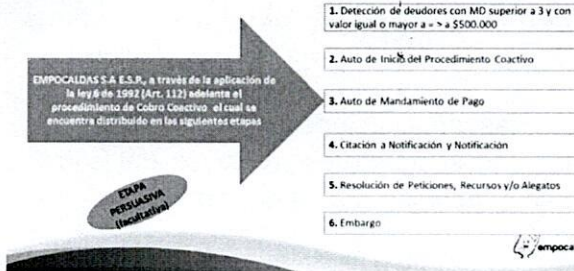 EMPOCALDAS S.A E.S.P., a través de la aplicación de
la ley 6 de 1992 (Art. 112) adelanta el
procedimiento de Cobro Coactivo el cual se
encuentra distribuido en las siguientes etapas
ETAPA
PERSUASIVA
(facultativa)
1. Detección de deudores con MD superior a 3 y con
valor igual o mayor a = > a $500.000
2. Auto de Inicio del Procedimiento Coactivo
3. Auto de Mandamiento de Pago
4. Citación a Notificación y Notificación
5. Resolución de Peticiones, Recursos y/o Alegatos
6. Embargo
empoca